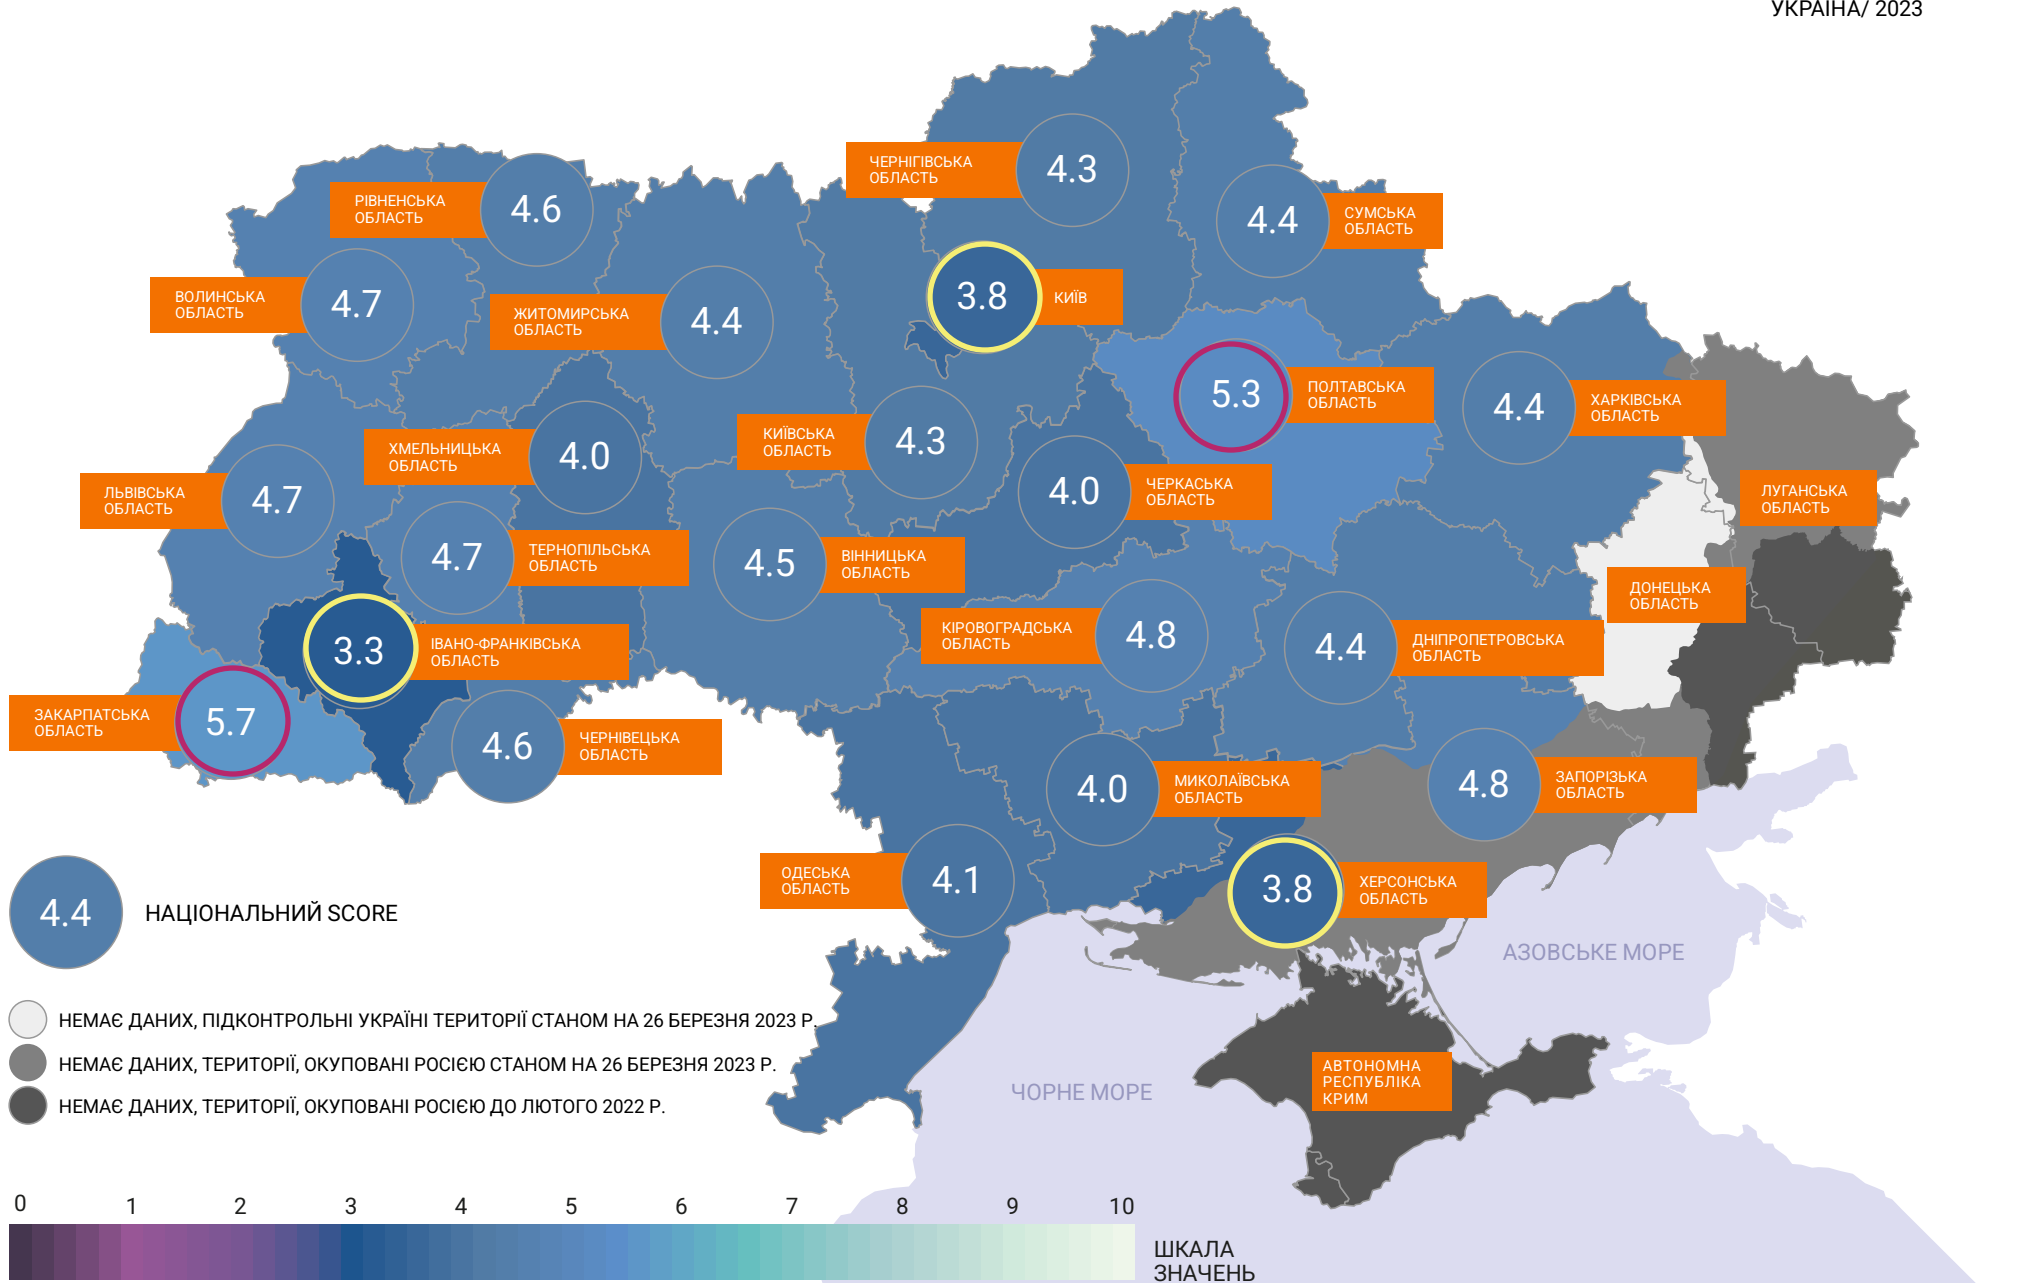 УКРАЇНА/ 2023
ЧЕРНІГІВСЬКА
ОБЛАСТЬ
4.3
РІВНЕНСЬКА
ОБЛАСТЬ
4.6
4.4
СУМСЬКА
ОБЛАСТЬ
ВОЛИНСЬКА
ОБЛАСТЬ
4.7
ЖИТОМИРСЬКА
ОБЛАСТЬ
4.4
3.8
КИЇВ
5.3
ПОЛТАВСЬКА
ОБЛАСТЬ
4.4
ХАРКІВСЬКА
ОБЛАСТЬ
ХМЕЛЬНИЦЬКА
ОБЛАСТЬ
4.0
КИЇВСЬКА
ОБЛАСТЬ
4.3
4.0
ЧЕРКАСЬКА
ОБЛАСТЬ
ЛУГАНСЬКА
ОБЛАСТЬ
ЛЬВІВСЬКА
ОБЛАСТЬ
4.7
4.7
ТЕРНОПІЛЬСЬКА
ОБЛАСТЬ
4.5
ВІННИЦЬКА
ОБЛАСТЬ
ДОНЕЦЬКА
ОБЛАСТЬ
3.3
ІВАНО-ФРАНКІВСЬКА
ОБЛАСТЬ
КІРОВОГРАДСЬКА
ОБЛАСТЬ
4.8
4.4
ДНІПРОПЕТРОВСЬКА
ОБЛАСТЬ
ЗАКАРПАТСЬКА
ОБЛАСТЬ
5.7
4.6
ЧЕРНІВЕЦЬКА
ОБЛАСТЬ
4.0
МИКОЛАЇВСЬКА
ОБЛАСТЬ
4.8
ЗАПОРІЗЬКА
ОБЛАСТЬ
ОДЕСЬКА
ОБЛАСТЬ
4.1
3.8
ХЕРСОНСЬКА
ОБЛАСТЬ
4.4
НАЦІОНАЛЬНИЙ SCORE
АЗОВСЬКЕ МОРЕ
НЕМАЄ ДАНИХ, ПІДКОНТРОЛЬНІ УКРАЇНІ ТЕРИТОРІЇ СТАНОМ НА 26 БЕРЕЗНЯ 2023 Р.
НЕМАЄ ДАНИХ, ТЕРИТОРІЇ, ОКУПОВАНІ РОСІЄЮ СТАНОМ НА 26 БЕРЕЗНЯ 2023 Р.
НЕМАЄ ДАНИХ, ТЕРИТОРІЇ, ОКУПОВАНІ РОСІЄЮ ДО ЛЮТОГО 2022 Р.
ЧОРНЕ МОРЕ
АВТОНОМНА
РЕСПУБЛІКА
КРИМ
0 1 2 3 4 5 6 7 8 9 10
ШКАЛА
ЗНАЧЕНЬ